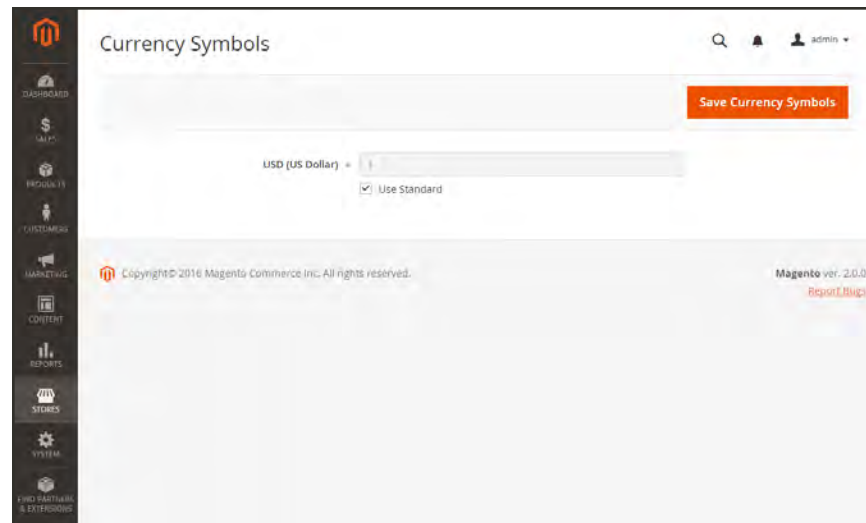 Currency Symbols
admin
DASHBOARD
$
SALES
Save Currency Symbols
USD (US Dollar) *
PRODUCTS
Use Standard
CUSTOMERS
MARKETING
Copyright© 2016 Magento Commerce Inc. All rights reserved.
Magento ver. 2.0.0
Report Bugs
CONTENT
REPORTS
STORES
SYSTEM
FIND PARTNERS
& EXTENSIONS